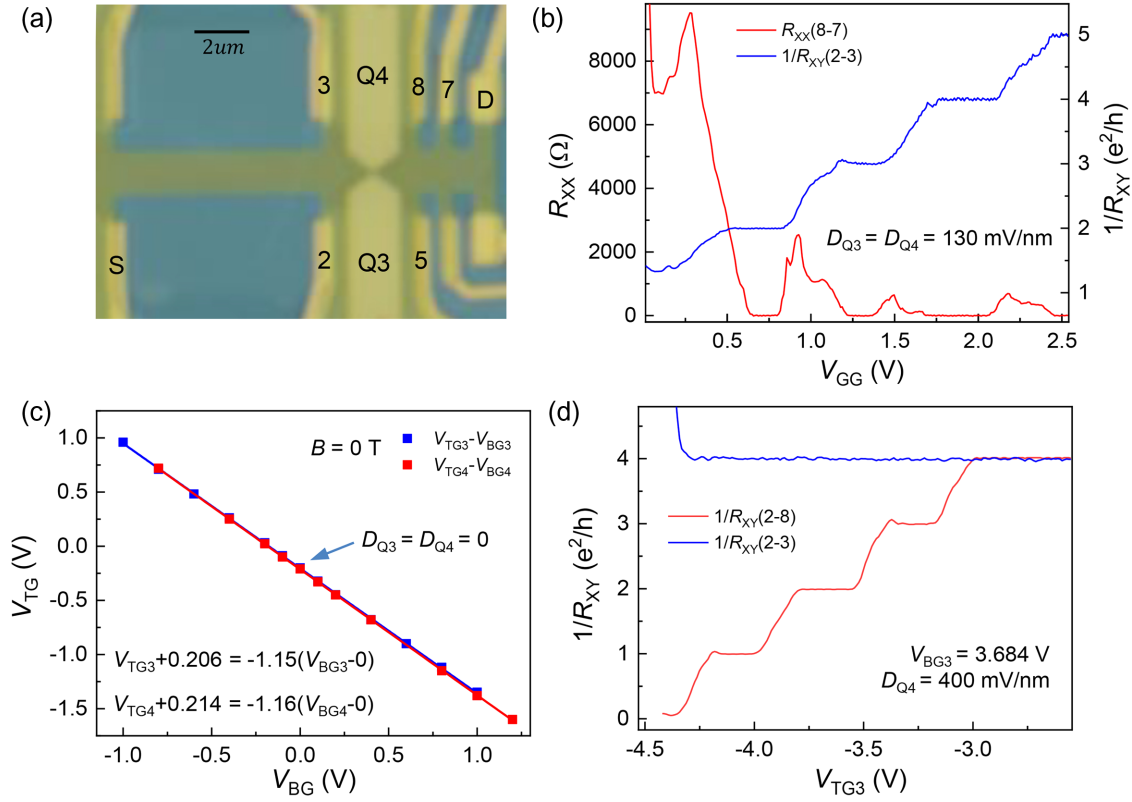 (a)
2um
3
Q4
8
7
D
S
2
Q3
5
(b)
R_XX(8-7)
1/R_XY(2-3)
8000
6000
4000
2000
0
R_XX (Ω)
5
4
3
2
1
1/R_XY (e²/h)
D_Q3 = D_Q4 = 130 mV/nm
0.5
1.0
1.5
2.0
2.5
V_GG (V)
(c)
B = 0 T
V_TG3-V_BG3
V_TG4-V_BG4
D_Q3 = D_Q4 = 0
1.0
0.5
0.0
-0.5
-1.0
-1.5
V_TG (V)
V_TG3+0.206 = -1.15(V_BG3-0)
V_TG4+0.214 = -1.16(V_BG4-0)
-1.0
-0.5
0.0
0.5
1.0
V_BG (V)
(d)
4
3
2
1
0
1/R_XY (e²/h)
1/R_XY(2-8)
1/R_XY(2-3)
V_BG3 = 3.684 V
D_Q4 = 400 mV/nm
-4.5
-4.0
-3.5
-3.0
V_TG3 (V)